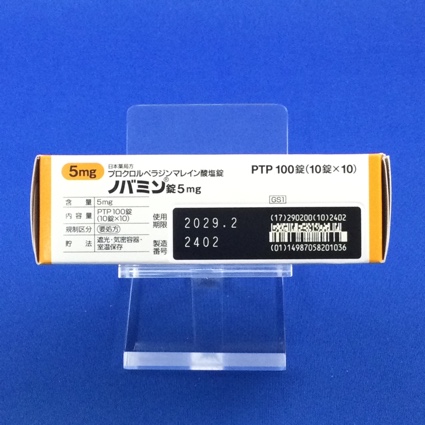 5mg
日本薬局方
プロクロルペラジンマレイン酸塩錠
ノバミン®錠5mg
PTP 100錠(10錠×10)
含量 5mg
内容量 PTP 100錠
(10錠×10)
規制区分 要処方
貯法 遮光・気密容器・
室温保存
使用
期限 2029.2
製造
番号 2402
GS1
(17)290200(10)2402
(01)14987058201036